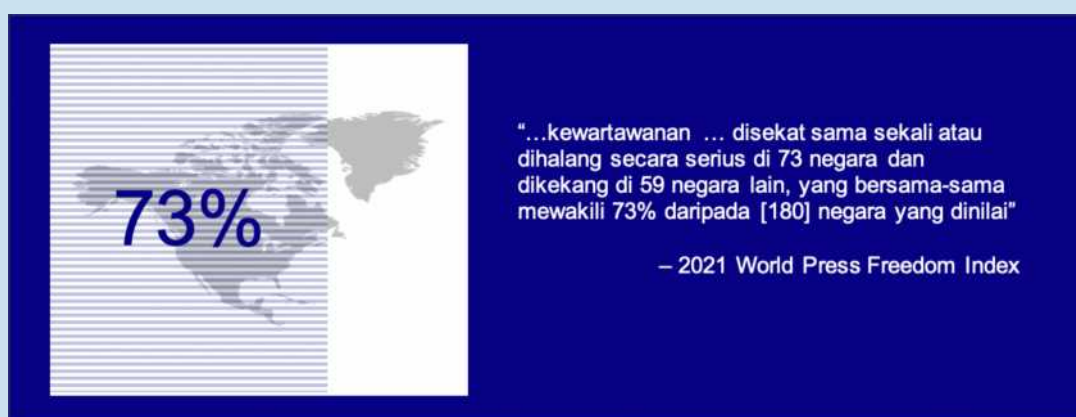 73%
“…kewartawanan … disekat sama sekali atau
dihalang secara serius di 73 negara dan
dikekang di 59 negara lain, yang bersama-sama
mewakili 73% daripada [180] negara yang dinilai”
– 2021 World Press Freedom Index